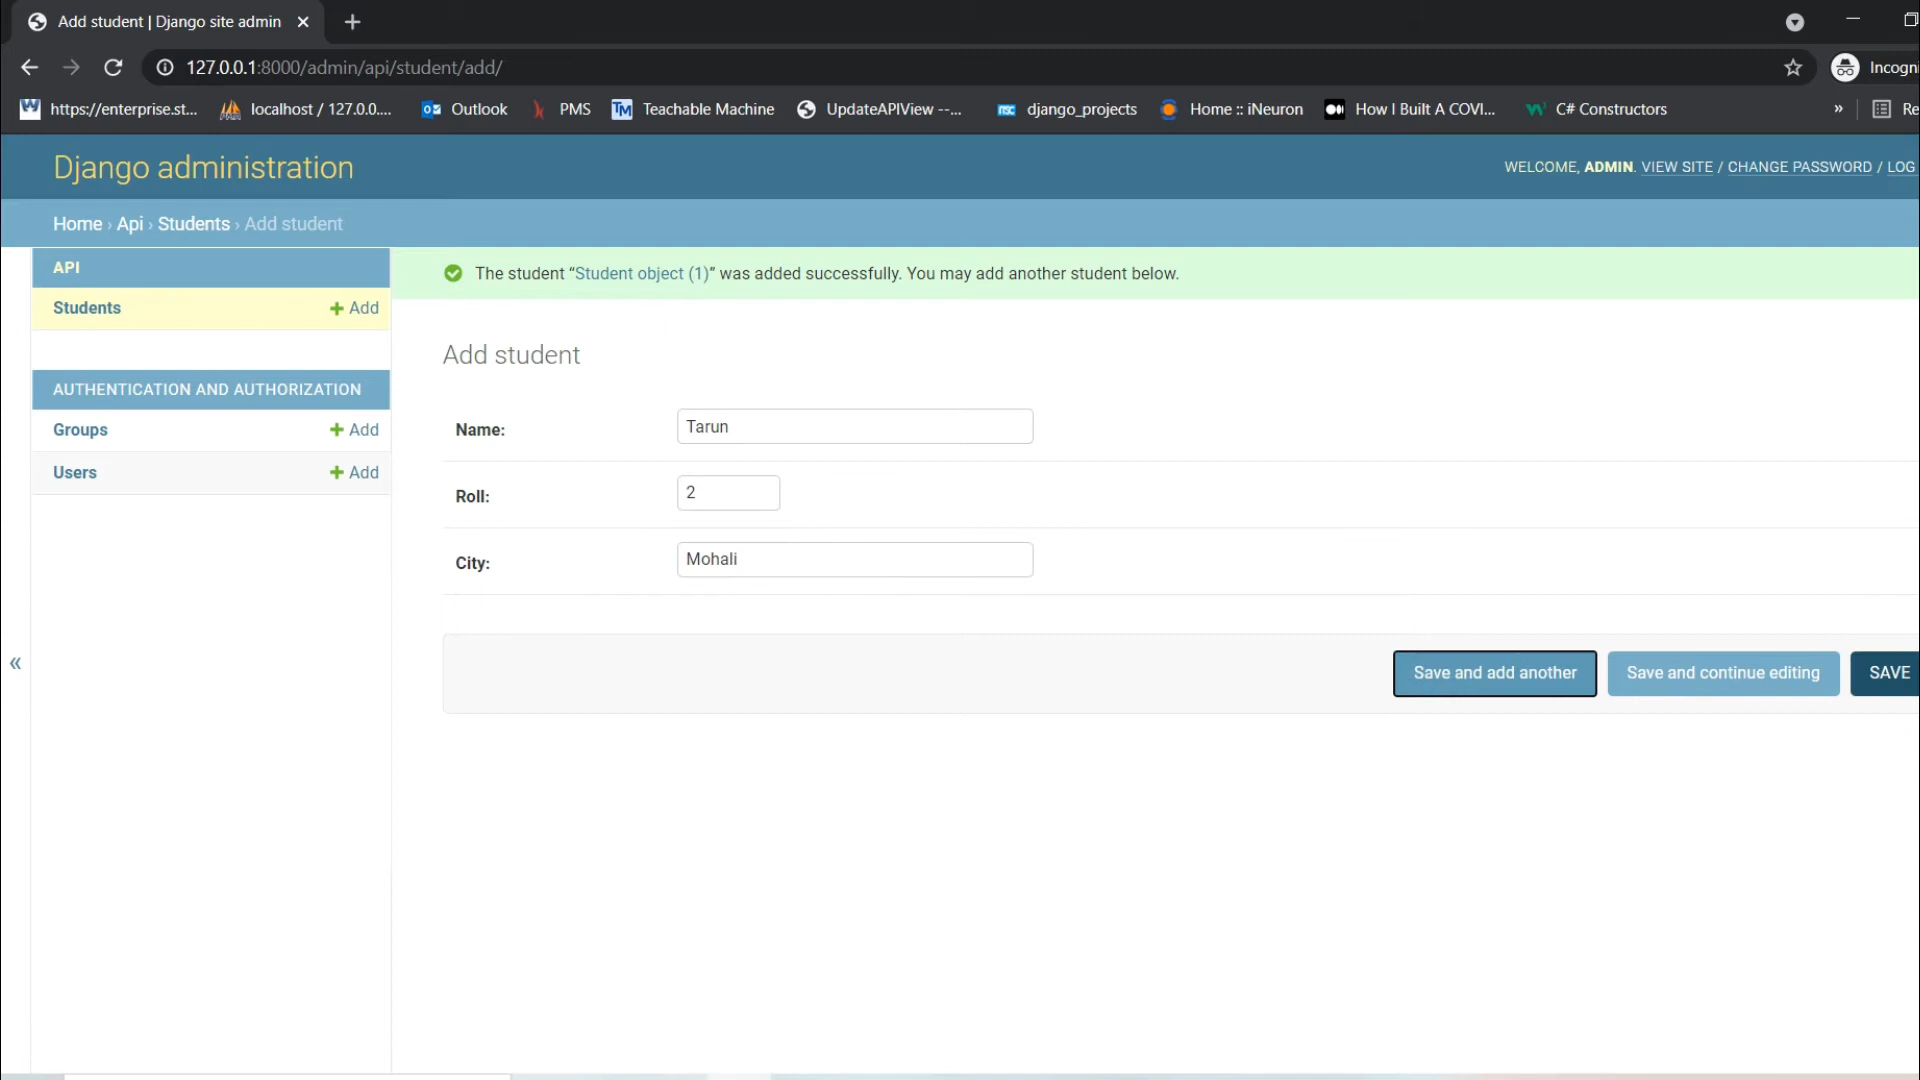 Add student | Django site admin
127.0.0.1:8000/admin/api/student/add/
Incogni
https://enterprise.st... localhost / 127.0.0.... Outlook PMS Teachable Machine UpdateAPIView --... django_projects Home :: iNeuron How I Built A COVI... C# Constructors » Re
Django administration
WELCOME, ADMIN. VIEW SITE / CHANGE PASSWORD / LOG
Home › Api › Students › Add student
API
Students + Add
AUTHENTICATION AND AUTHORIZATION
Groups + Add
Users + Add
«
The student “Student object (1)” was added successfully. You may add another student below.
Add student
Name: Tarun
Roll: 2
City: Mohali
Save and add another Save and continue editing SAVE